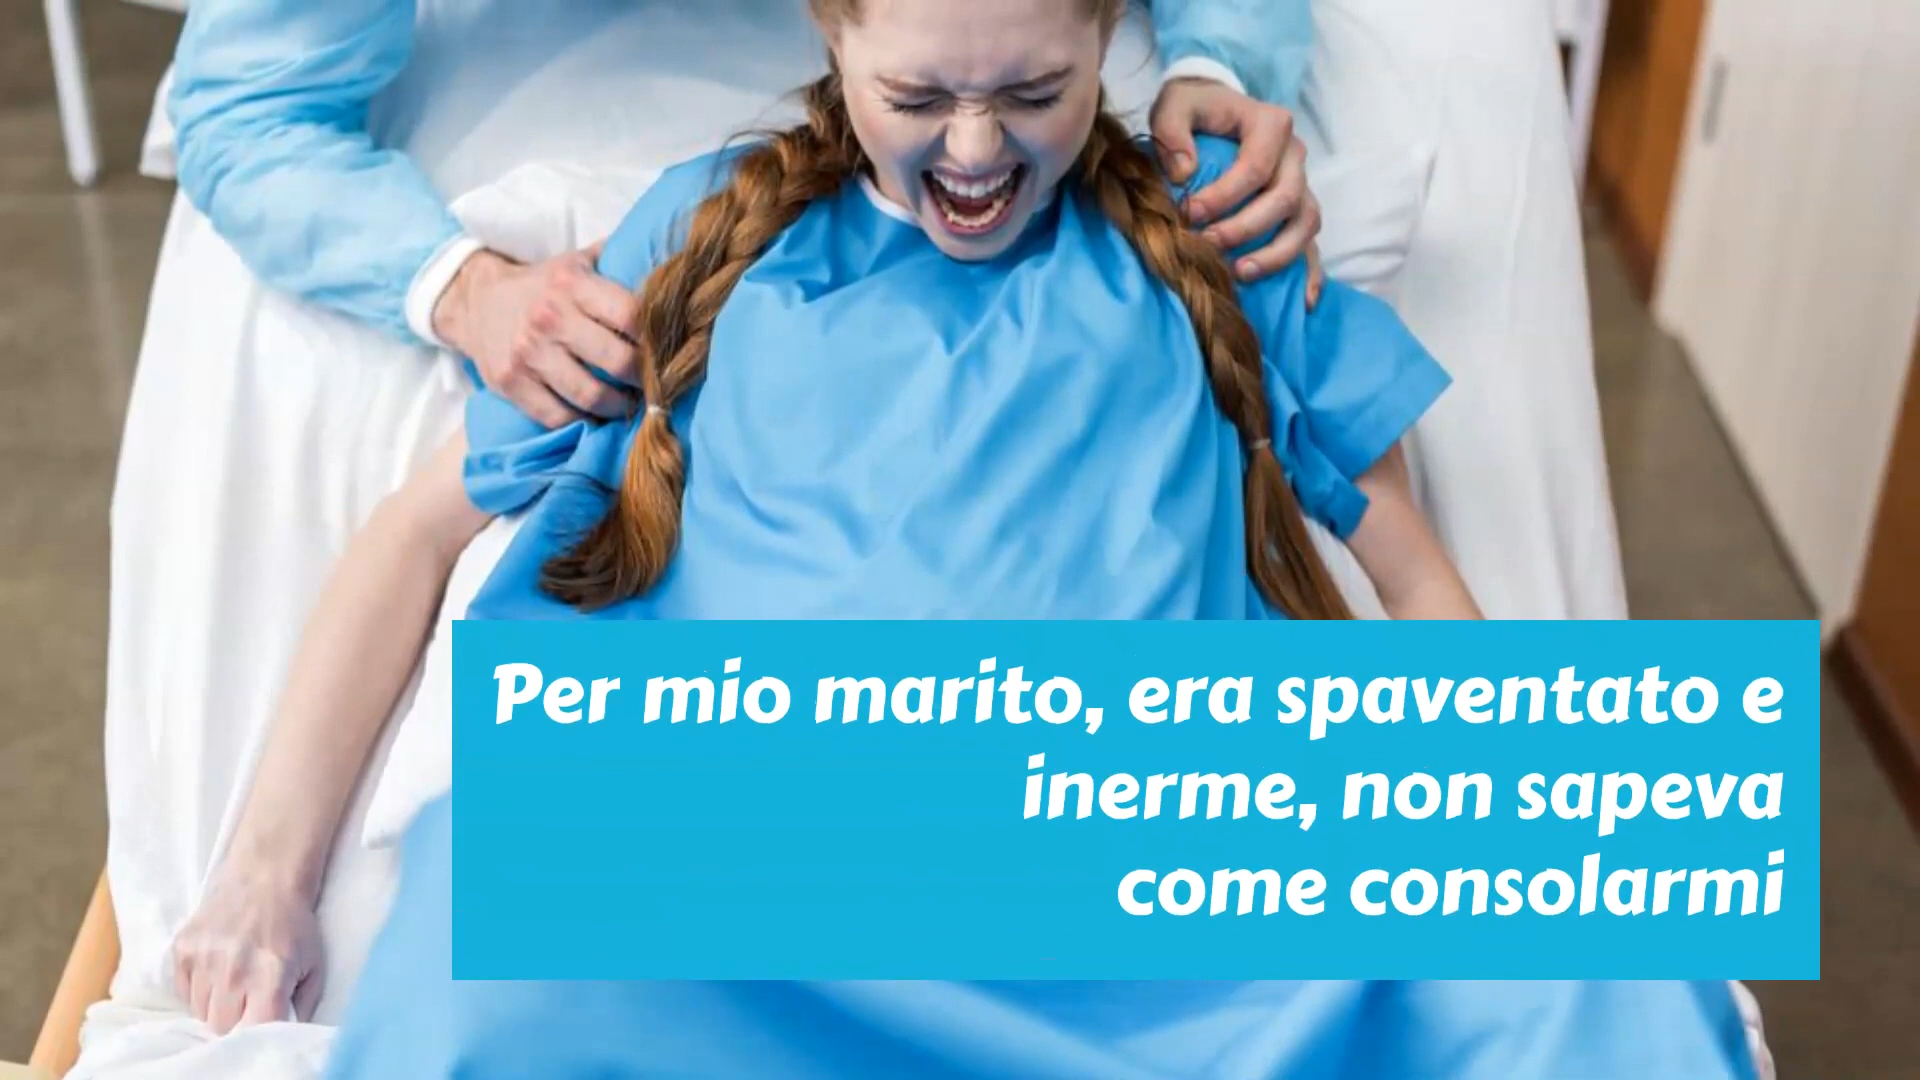 Per mio marito, era spaventato e
inerme, non sapeva
come consolarmi